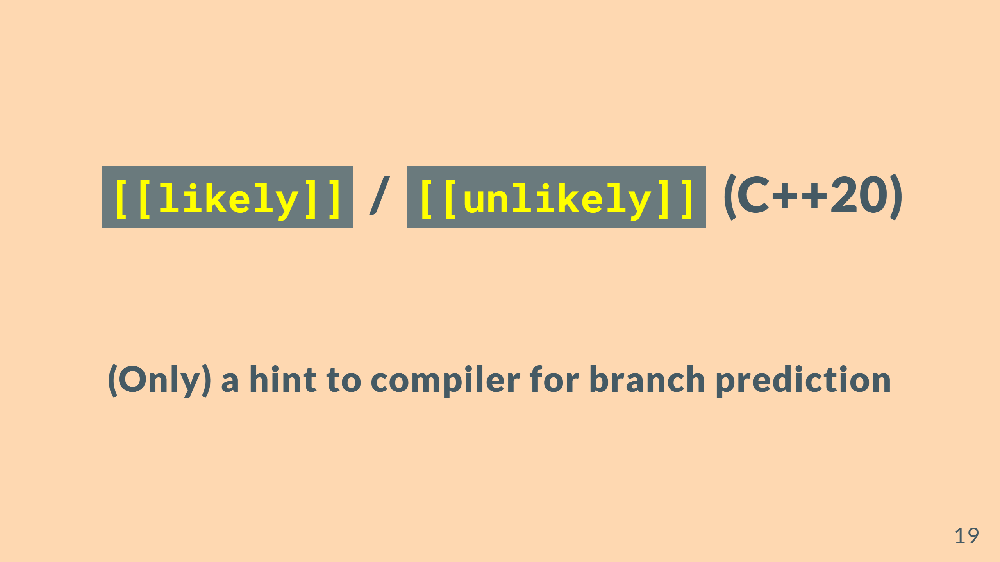 [[likely]] / [[unlikely]] (C++20)
(Only) a hint to compiler for branch prediction
19